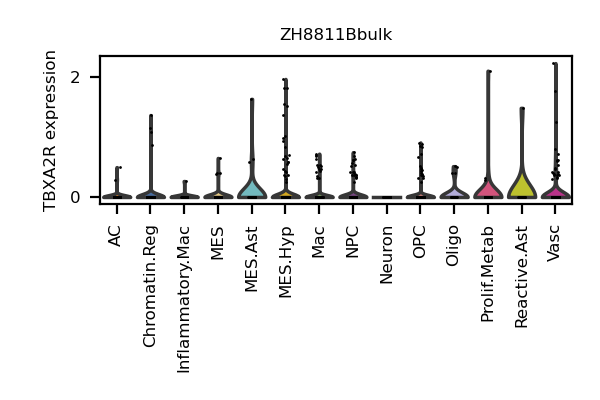 ZH8811Bbulk
TBXA2R expression
2
0
AC
Chromatin.Reg
Inflammatory.Mac
MES
MES.Ast
MES.Hyp
Mac
NPC
Neuron
OPC
Oligo
Prolif.Metab
Reactive.Ast
Vasc